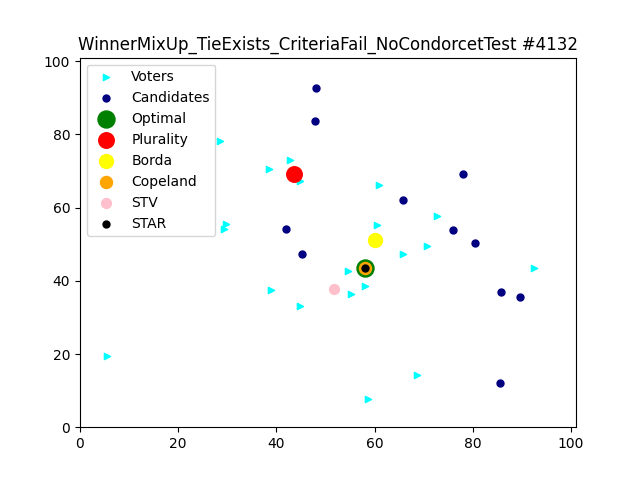 WinnerMixUp_TieExists_CriteriaFail_NoCondorcetTest #4132
100
80
60
40
20
0
0 20 40 60 80 100
Voters
Candidates
Optimal
Plurality
Borda
Copeland
STV
STAR